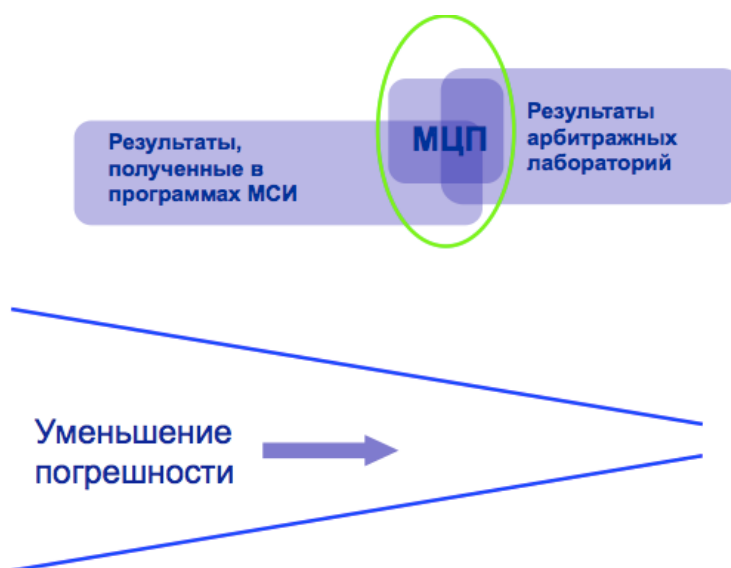 Результаты,
полученные в
программах МСИ
МЦП
Результаты
арбитражных
лабораторий
Уменьшение
погрешности